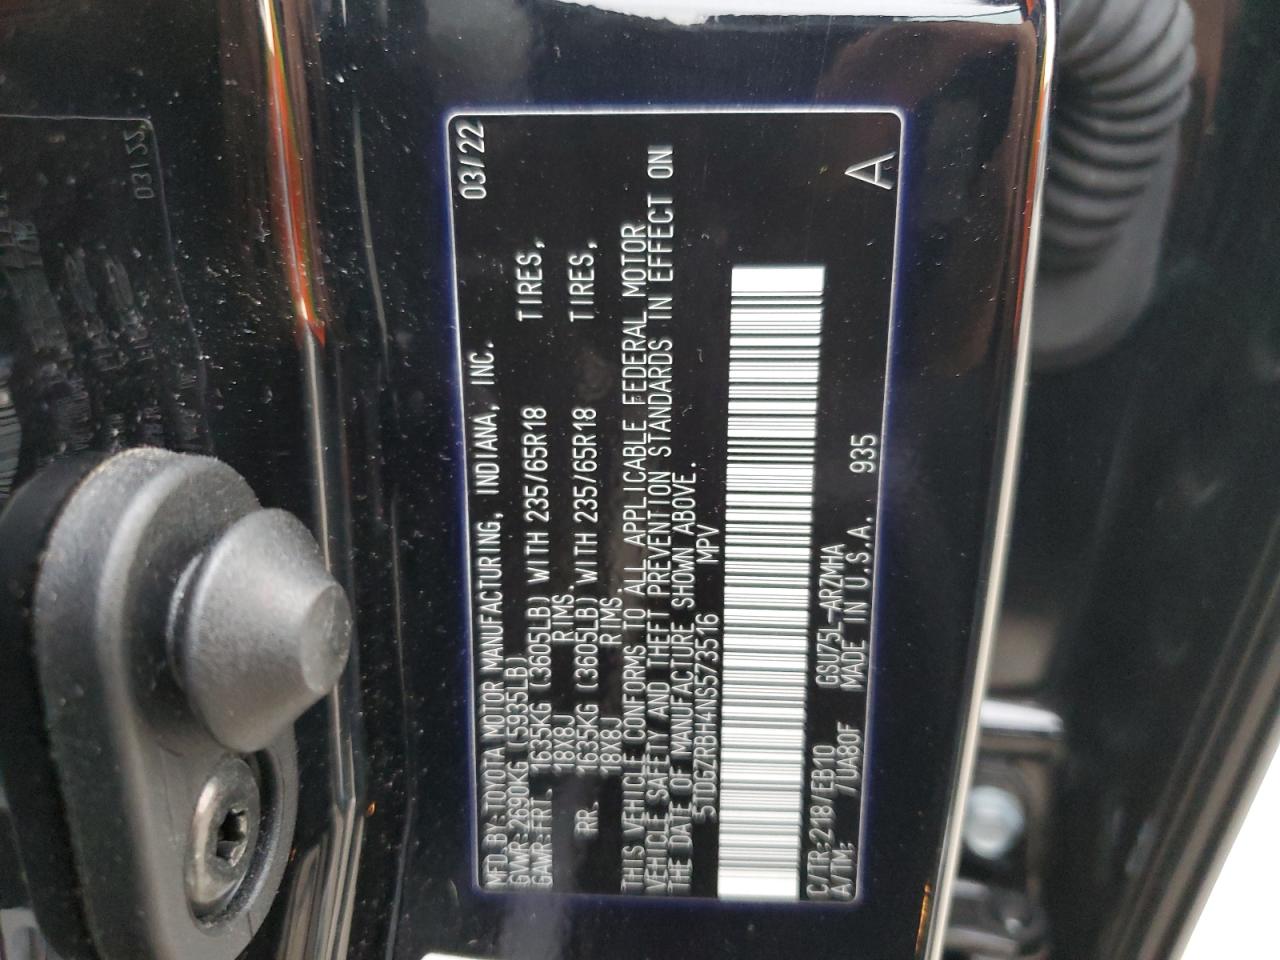 MFD. BY: TOYOTA MOTOR MANUFACTURING, INDIANA, INC. 03/22
GVWR: 2690KG (5935LB)
GAWR: FRT. 1635KG (3605LB) WITH 235/65R18 TIRES,
18X8J RIMS.
RR. 1635KG (3605LB) WITH 235/65R18 TIRES,
18X8J RIMS
THIS VEHICLE CONFORMS TO ALL APPLICABLE FEDERAL MOTOR
VEHICLE SAFETY AND THEFT PREVENTION STANDARDS IN EFFECT ON
THE DATE OF MANUFACTURE SHOWN ABOVE.
5TDGZRBH4NS573516 MPV
C/TR: 218/EB10 GSU75L-ARZMHA
A/TM: /UA80F MADE IN U.S.A. 935 A
03/22